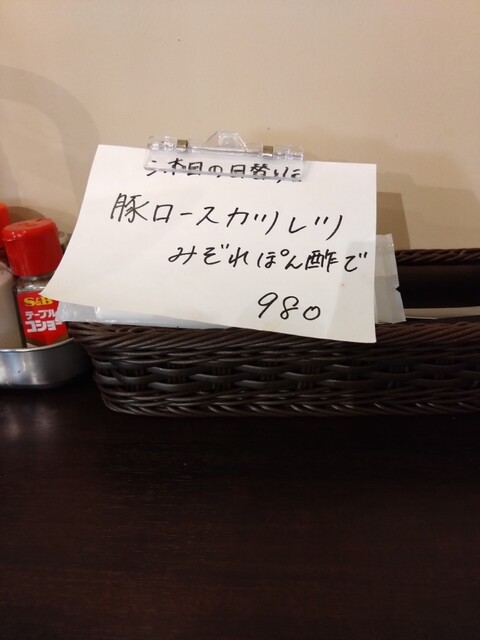 本日の日替り
豚ロースカツレツ
みぞれぽん酢で
980
S&B
テーブル
コショー